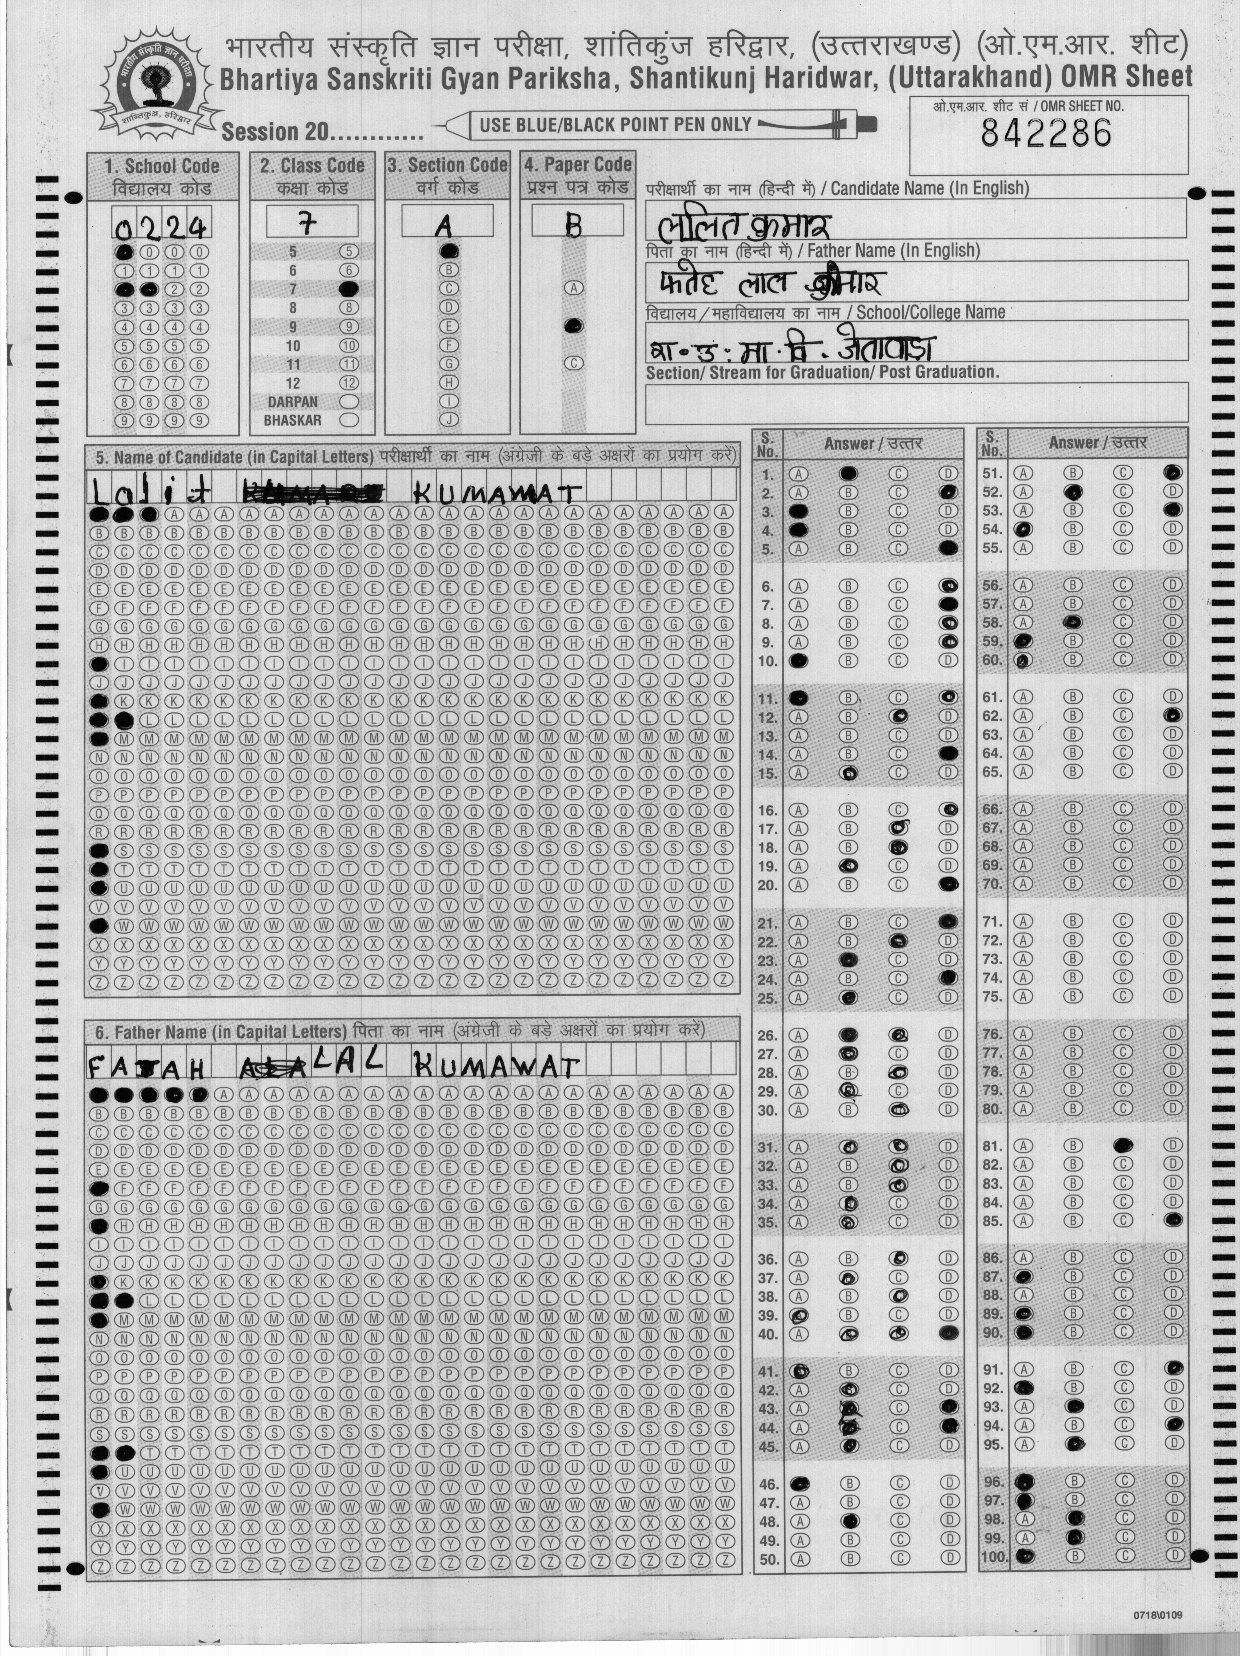 भारतीय संस्कृति ज्ञान परीक्षा, शांतिकुंज हरिद्वार, (उत्तराखण्ड) (ओ.एम.आर. शीट)
Bhartiya Sanskriti Gyan Pariksha, Shantikunj Haridwar, (Uttarakhand) OMR Sheet
Session 20............
USE BLUE/BLACK POINT PEN ONLY
ओ.एम.आर. शीट सं / OMR SHEET NO.
842286
1. School Code
विद्यालय कोड
0224
2. Class Code
कक्षा कोड
7
5
6
7
8
9
10
11
12
DARPAN
BHASKAR
3. Section Code
वर्ग कोड
A
4. Paper Code
प्रश्न पत्र कोड
B
परीक्षार्थी का नाम (हिन्दी में) / Candidate Name (In English)
ललित कुमार
पिता का नाम (हिन्दी में) / Father Name (In English)
फतेह लाल कुमार
विद्यालय/महाविद्यालय का नाम / School/College Name
रा॰उ: मा.वि. जेतावाड़ा
Section/ Stream for Graduation/ Post Graduation.
5. Name of Candidate (in Capital Letters) परीक्षार्थी का नाम (अंग्रेजी के बड़े अक्षरों का प्रयोग करें)
Lalit KUMAWAT
6. Father Name (in Capital Letters) पिता का नाम (अंग्रेजी के बड़े अक्षरों का प्रयोग करें)
FATAH LAL KUMAWAT
S. No. Answer / उत्तर
S. No. Answer / उत्तर
0718\0109